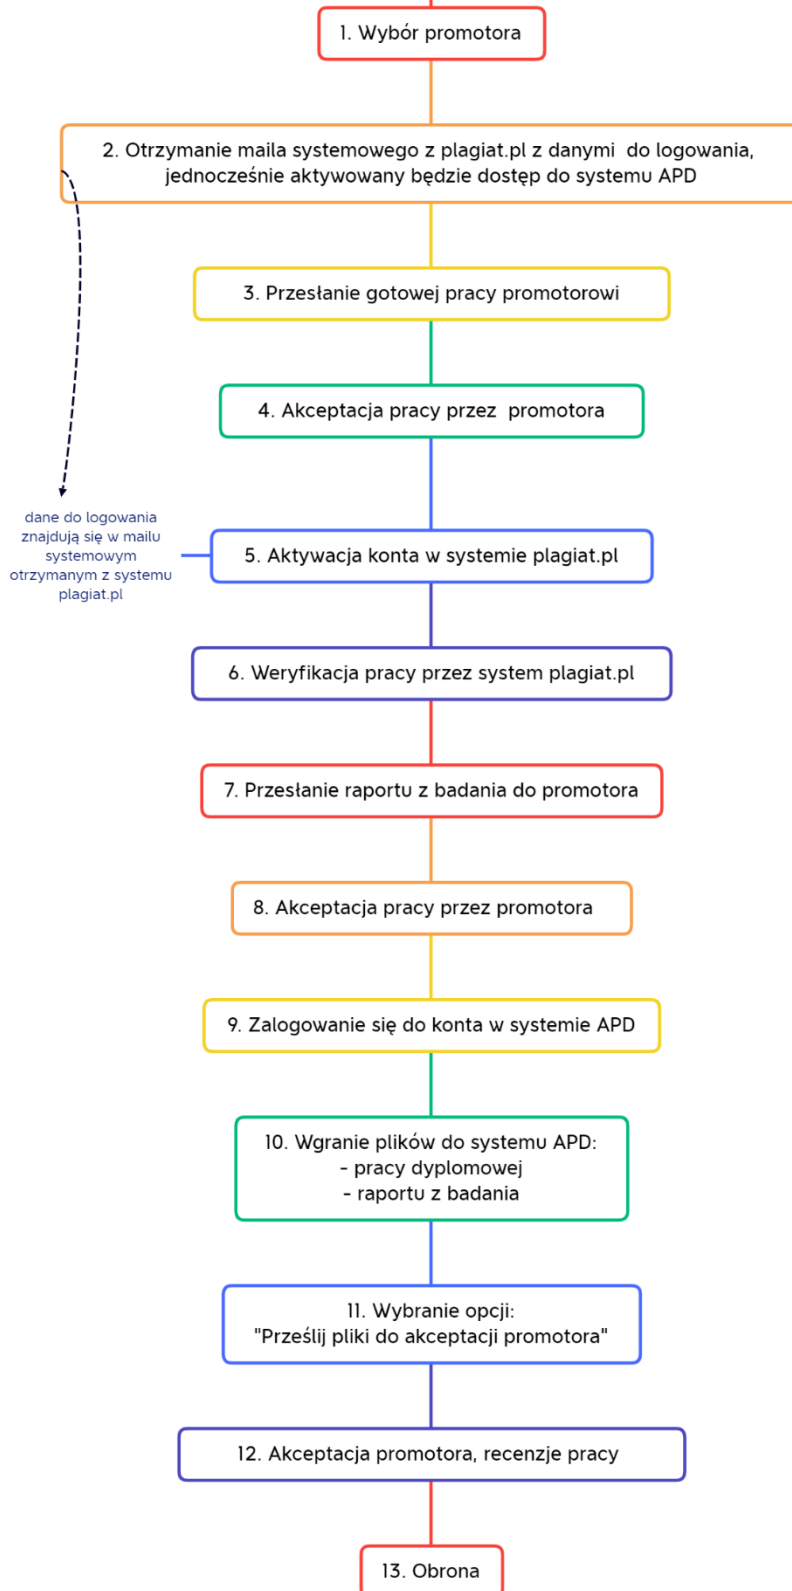 1. Wybór promotora
2. Otrzymanie maila systemowego z plagiat.pl z danymi do logowania,
jednocześnie aktywowany będzie dostęp do systemu APD
3. Przesłanie gotowej pracy promotorowi
4. Akceptacja pracy przez promotora
dane do logowania
znajdują się w mailu
systemowym
otrzymanym z systemu
plagiat.pl
5. Aktywacja konta w systemie plagiat.pl
6. Weryfikacja pracy przez system plagiat.pl
7. Przesłanie raportu z badania do promotora
8. Akceptacja pracy przez promotora
9. Zalogowanie się do konta w systemie APD
10. Wgranie plików do systemu APD:
- pracy dyplomowej
- raportu z badania
11. Wybranie opcji:
"Prześlij pliki do akceptacji promotora"
12. Akceptacja promotora, recenzje pracy
13. Obrona